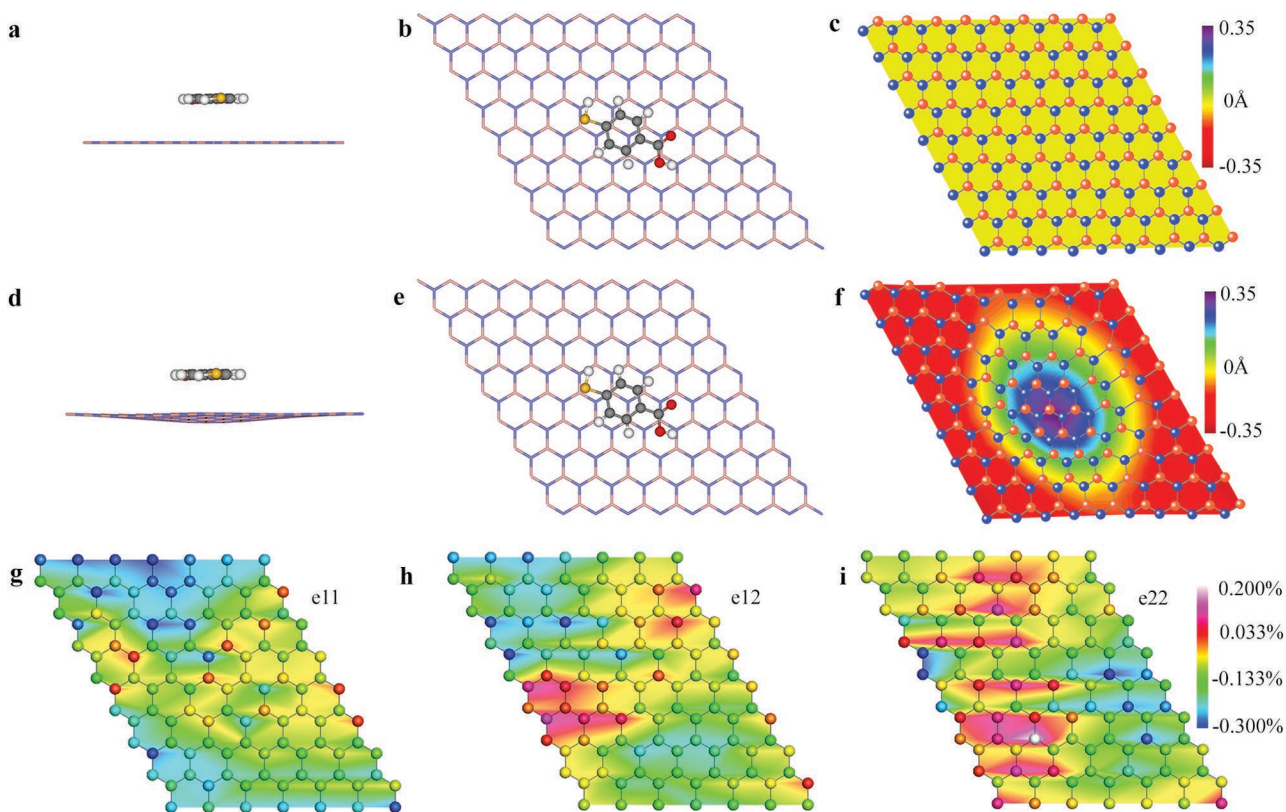 a
b
c
0.35
0Å
-0.35
d
e
f
0.35
0Å
-0.35
g
e11
h
e12
i
e22
0.200%
0.033%
-0.133%
-0.300%